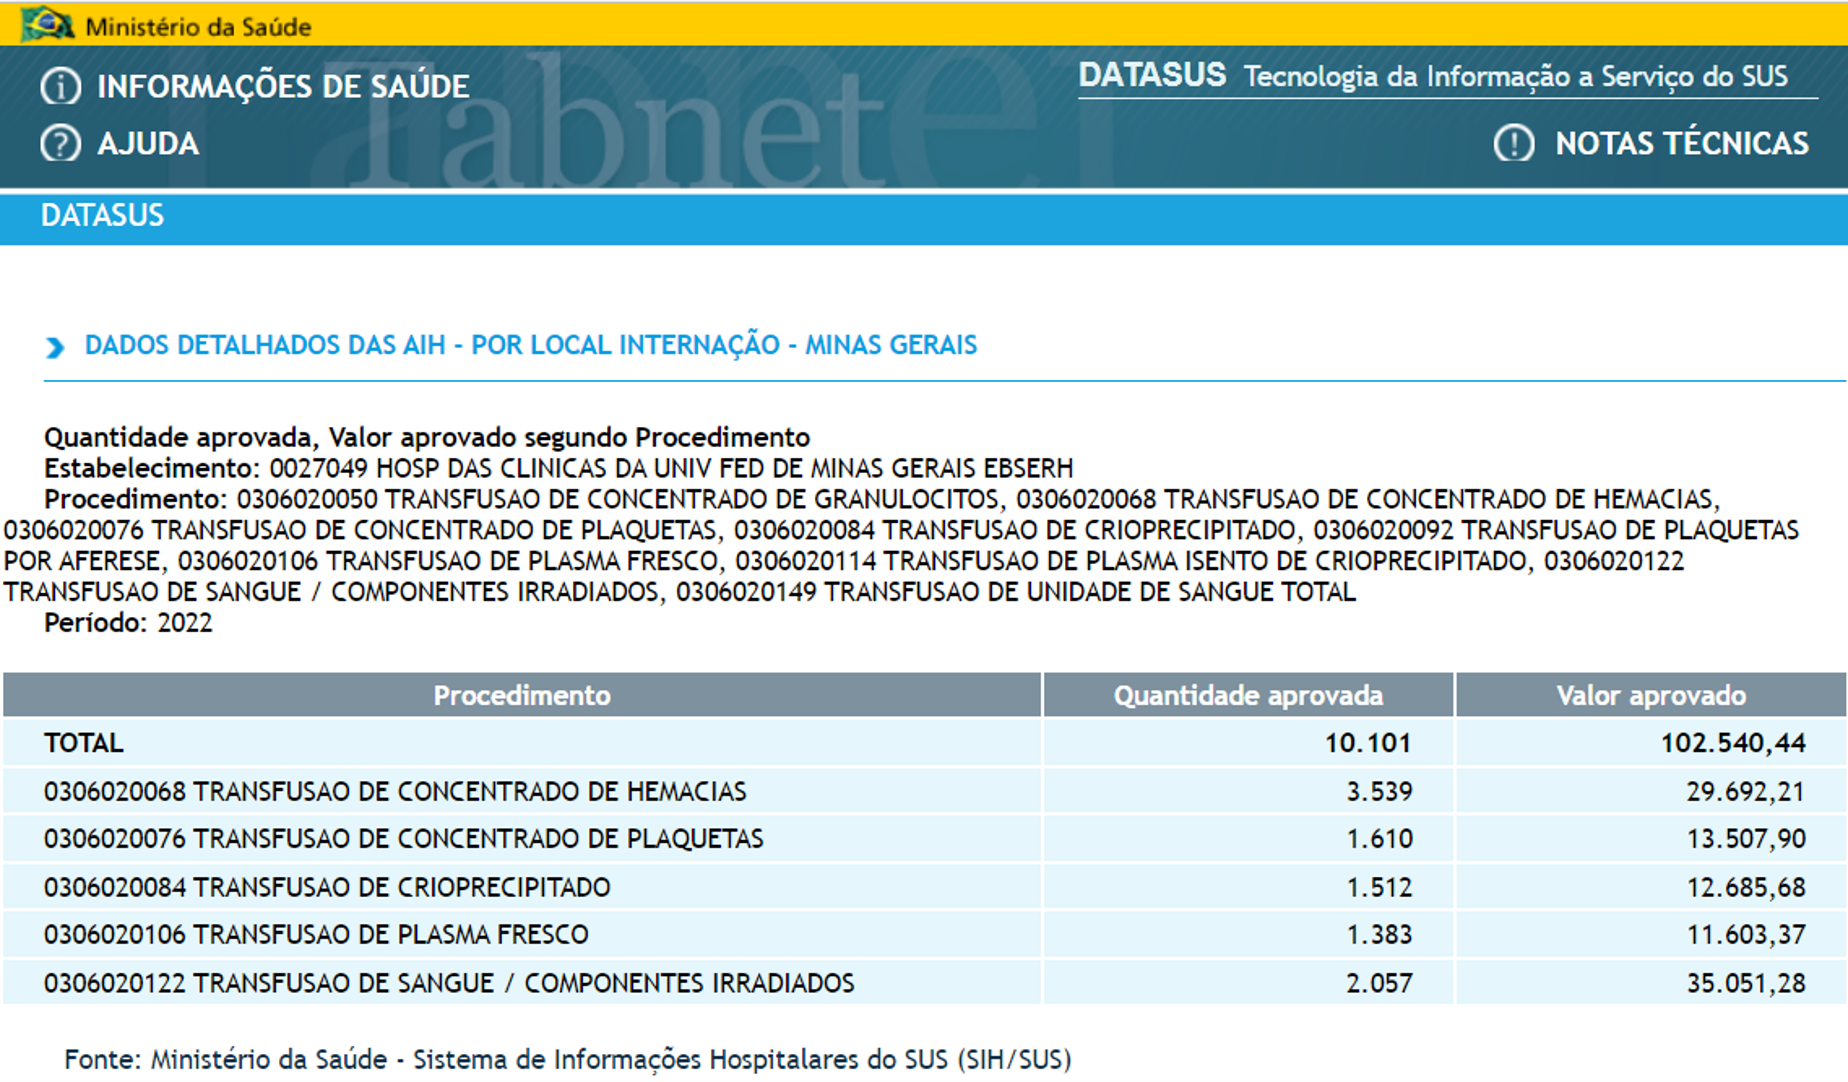 Ministério da Saúde
INFORMAÇÕES DE SAÚDE
AJUDA
Tabnet
DATASUS Tecnologia da Informação a Serviço do SUS
NOTAS TÉCNICAS
DATASUS
DADOS DETALHADOS DAS AIH - POR LOCAL INTERNAÇÃO - MINAS GERAIS
Quantidade aprovada, Valor aprovado segundo Procedimento
Estabelecimento: 0027049 HOSP DAS CLINICAS DA UNIV FED DE MINAS GERAIS EBSERH
Procedimento: 0306020050 TRANSFUSAO DE CONCENTRADO DE GRANULOCITOS, 0306020068 TRANSFUSAO DE CONCENTRADO DE HEMACIAS,
0306020076 TRANSFUSAO DE CONCENTRADO DE PLAQUETAS, 0306020084 TRANSFUSAO DE CRIOPRECIPITADO, 0306020092 TRANSFUSAO DE PLAQUETAS
POR AFERESE, 0306020106 TRANSFUSAO DE PLASMA FRESCO, 0306020114 TRANSFUSAO DE PLASMA ISENTO DE CRIOPRECIPITADO, 0306020122
TRANSFUSAO DE SANGUE / COMPONENTES IRRADIADOS, 0306020149 TRANSFUSAO DE UNIDADE DE SANGUE TOTAL
Período: 2022
Procedimento Quantidade aprovada Valor aprovado
TOTAL 10.101 102.540,44
0306020068 TRANSFUSAO DE CONCENTRADO DE HEMACIAS 3.539 29.692,21
0306020076 TRANSFUSAO DE CONCENTRADO DE PLAQUETAS 1.610 13.507,90
0306020084 TRANSFUSAO DE CRIOPRECIPITADO 1.512 12.685,68
0306020106 TRANSFUSAO DE PLASMA FRESCO 1.383 11.603,37
0306020122 TRANSFUSAO DE SANGUE / COMPONENTES IRRADIADOS 2.057 35.051,28
Fonte: Ministério da Saúde - Sistema de Informações Hospitalares do SUS (SIH/SUS)